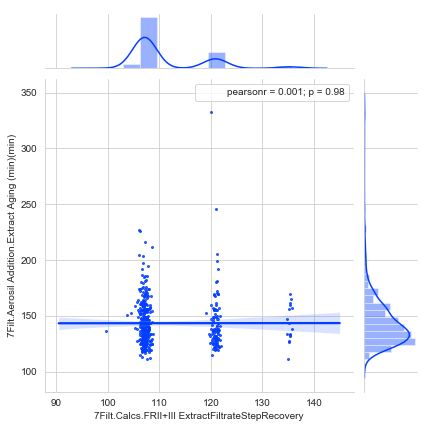 pearsonr = 0.001; p = 0.98
350
300
250
200
150
100
7Filt.Aerosil Addition.Extract Aging (min)(min)
90 100 110 120 130 140
7Filt.Calcs.FRII+III ExtractFiltrateStepRecovery